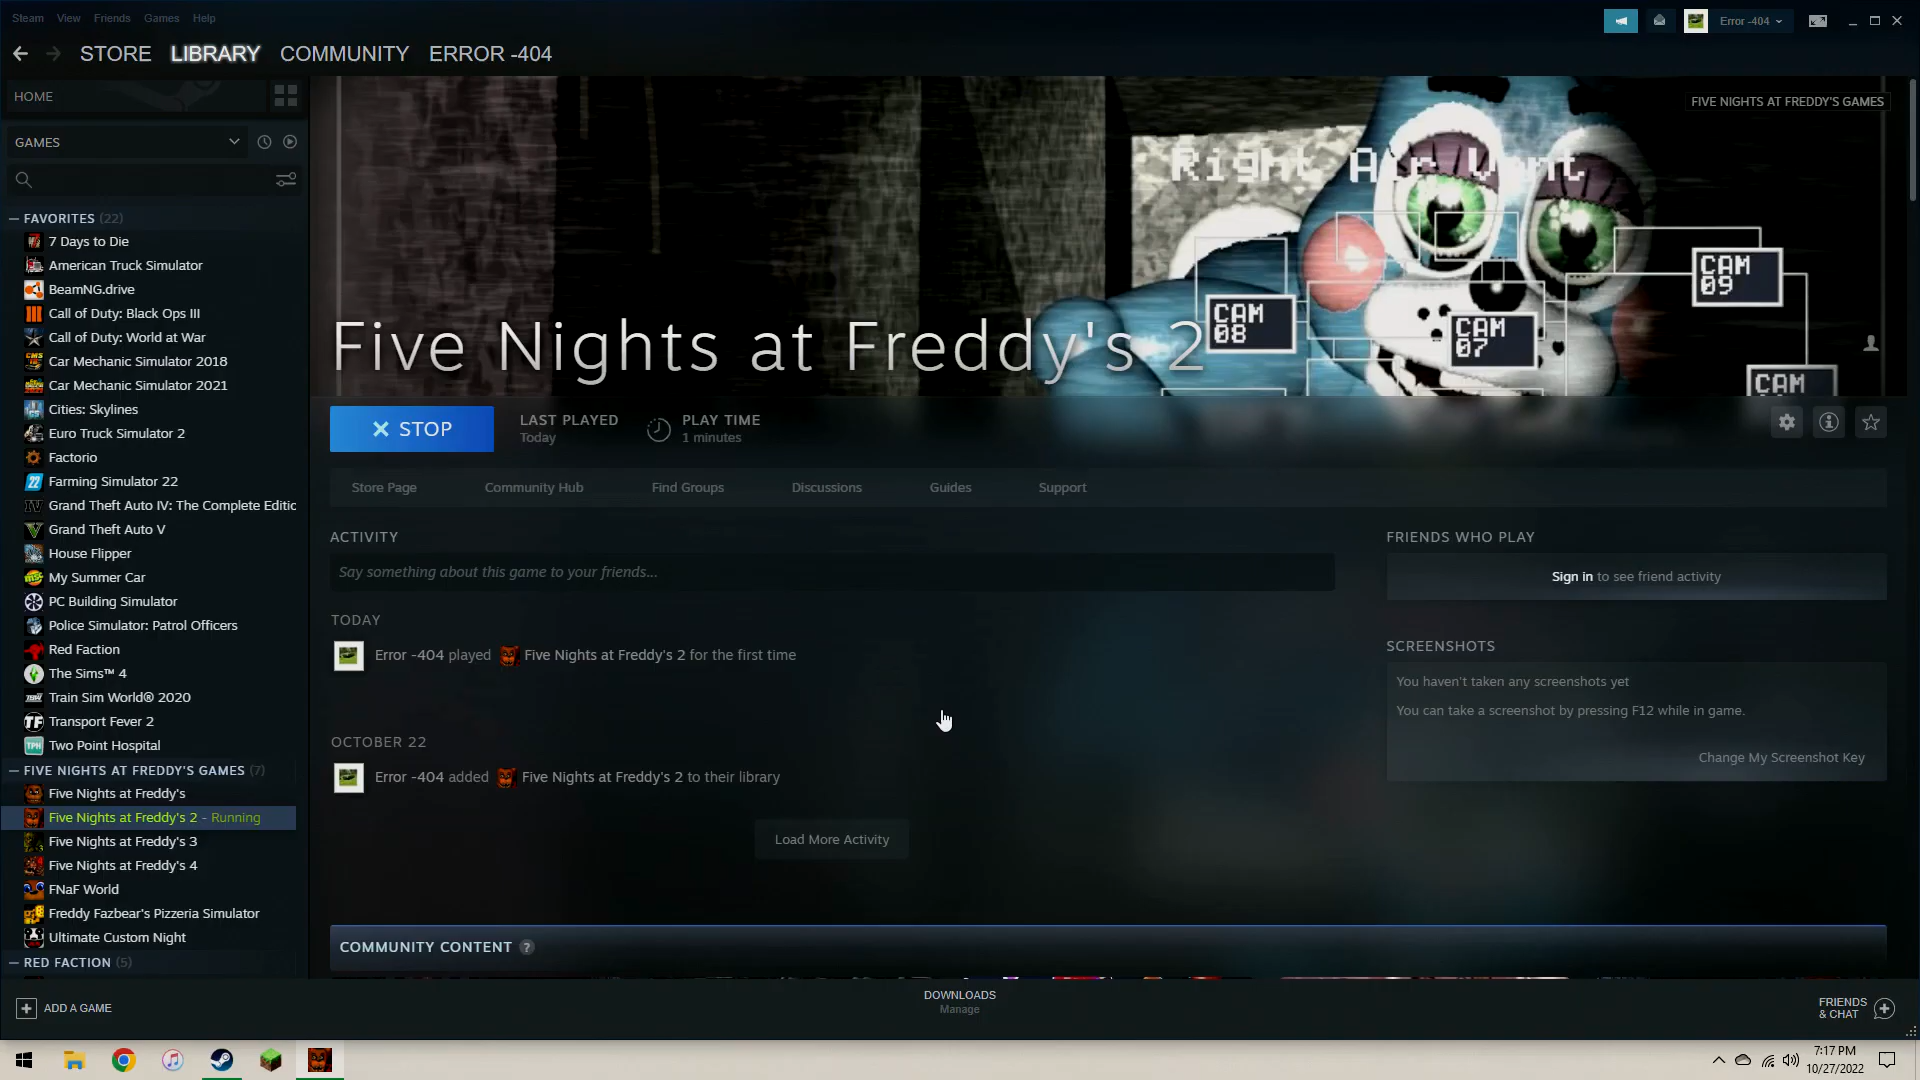 Steam View Friends Games Help
Error -404
STORE LIBRARY COMMUNITY ERROR -404
HOME
GAMES
FAVORITES (22)
7 Days to Die
American Truck Simulator
BeamNG.drive
Call of Duty: Black Ops III
Call of Duty: World at War
Car Mechanic Simulator 2018
Car Mechanic Simulator 2021
Cities: Skylines
Euro Truck Simulator 2
Factorio
Farming Simulator 22
Grand Theft Auto IV: The Complete Editic
Grand Theft Auto V
House Flipper
My Summer Car
PC Building Simulator
Police Simulator: Patrol Officers
Red Faction
The Sims™ 4
Train Sim World® 2020
Transport Fever 2
Two Point Hospital
FIVE NIGHTS AT FREDDY'S GAMES (7)
Five Nights at Freddy's
Five Nights at Freddy's 2 - Running
Five Nights at Freddy's 3
Five Nights at Freddy's 4
FNaF World
Freddy Fazbear's Pizzeria Simulator
Ultimate Custom Night
RED FACTION (5)
ADD A GAME
FIVE NIGHTS AT FREDDY'S GAMES
Right Air Vent
CAM 09
CAM 08
CAM 07
CAM
Five Nights at Freddy's 2
STOP
LAST PLAYED
Today
PLAY TIME
1 minutes
Store Page Community Hub Find Groups Discussions Guides Support
ACTIVITY
Say something about this game to your friends...
TODAY
Error -404 played Five Nights at Freddy's 2 for the first time
OCTOBER 22
Error -404 added Five Nights at Freddy's 2 to their library
Load More Activity
FRIENDS WHO PLAY
Sign in to see friend activity
SCREENSHOTS
You haven't taken any screenshots yet
You can take a screenshot by pressing F12 while in game.
Change My Screenshot Key
COMMUNITY CONTENT ?
DOWNLOADS
Manage
FRIENDS
& CHAT
7:17 PM
10/27/2022